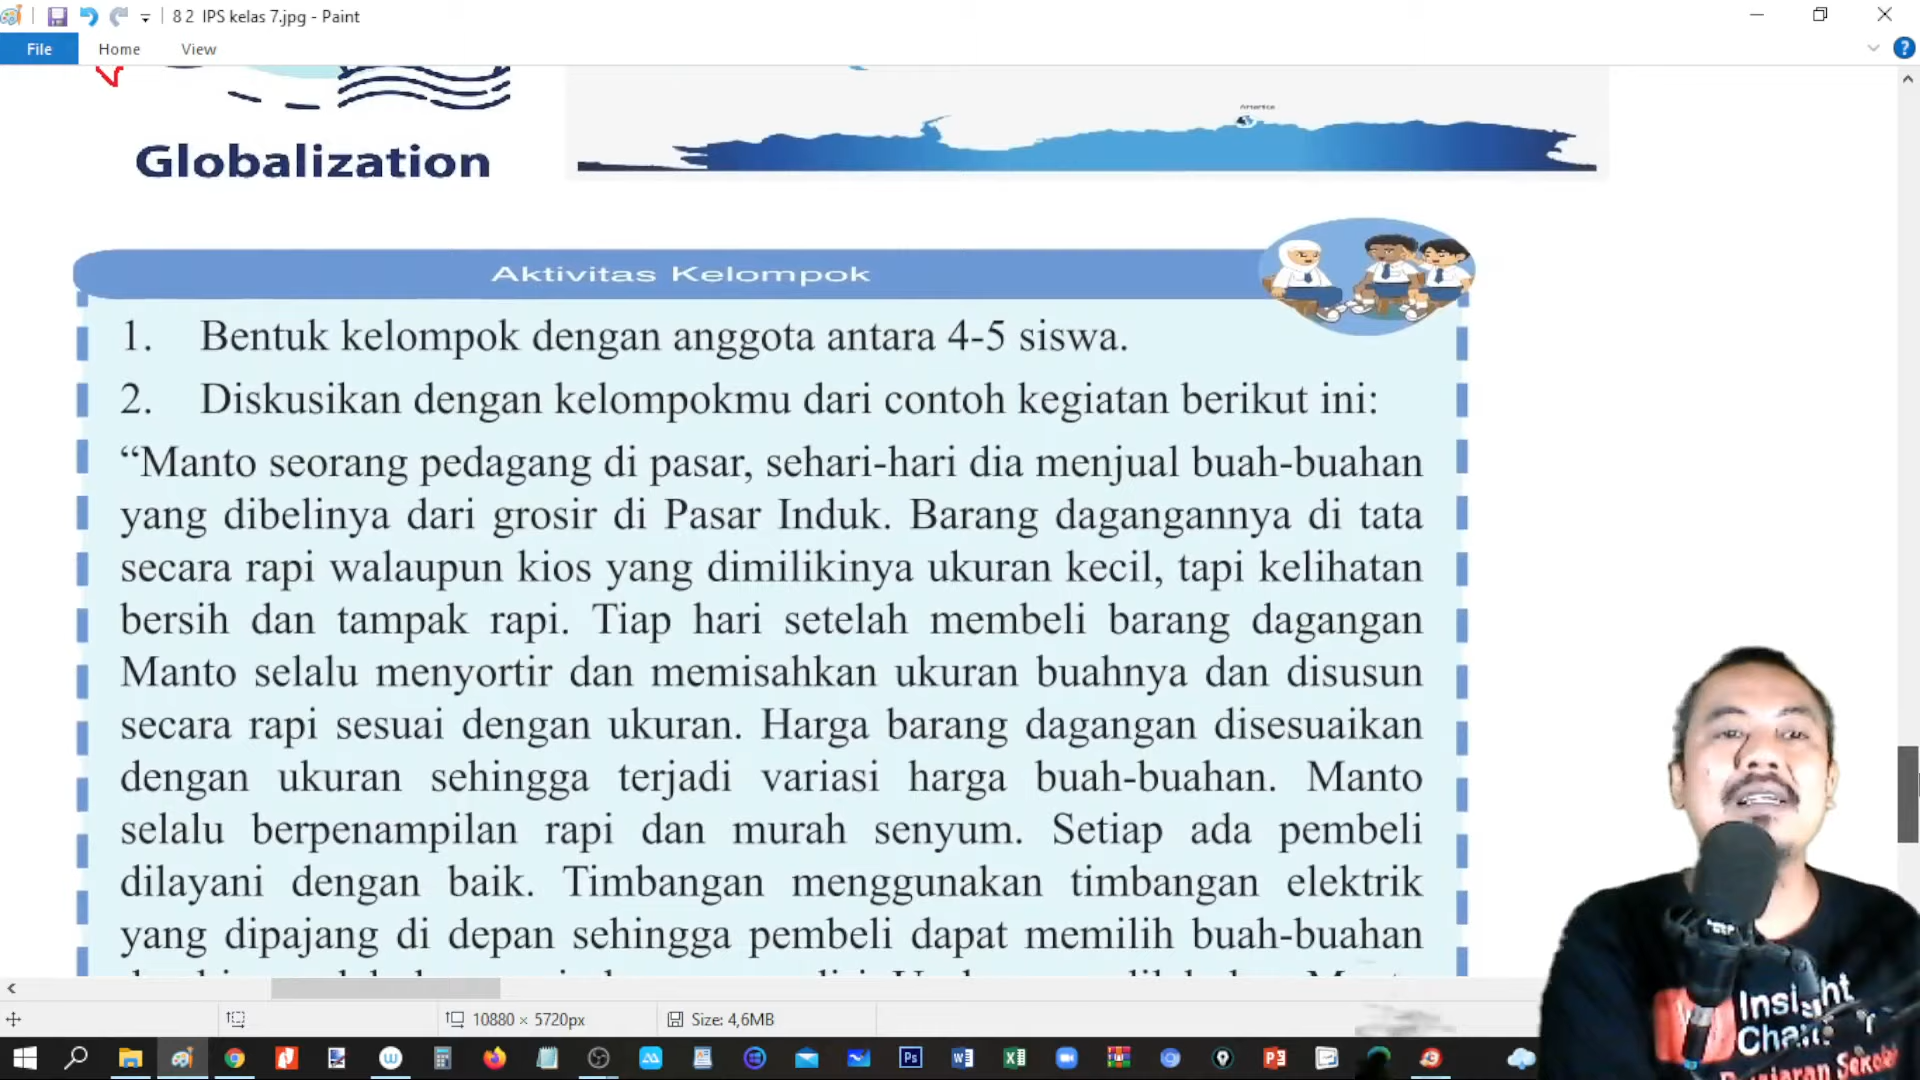 8 2  IPS kelas 7.jpg - Paint
File Home View
Globalization
Aktivitas Kelompok
1. Bentuk kelompok dengan anggota antara 4-5 siswa.
2. Diskusikan dengan kelompokmu dari contoh kegiatan berikut ini:
“Manto seorang pedagang di pasar, sehari-hari dia menjual buah-buahan
yang dibelinya dari grosir di Pasar Induk. Barang dagangannya di tata
secara rapi walaupun kios yang dimilikinya ukuran kecil, tapi kelihatan
bersih dan tampak rapi. Tiap hari setelah membeli barang dagangan
Manto selalu menyortir dan memisahkan ukuran buahnya dan disusun
secara rapi sesuai dengan ukuran. Harga barang dagangan disesuaikan
dengan ukuran sehingga terjadi variasi harga buah-buahan. Manto
selalu berpenampilan rapi dan murah senyum. Setiap ada pembeli
dilayani dengan baik. Timbangan menggunakan timbangan elektrik
yang dipajang di depan sehingga pembeli dapat memilih buah-buahan
10880 × 5720px
Size: 4,6MB
Insight